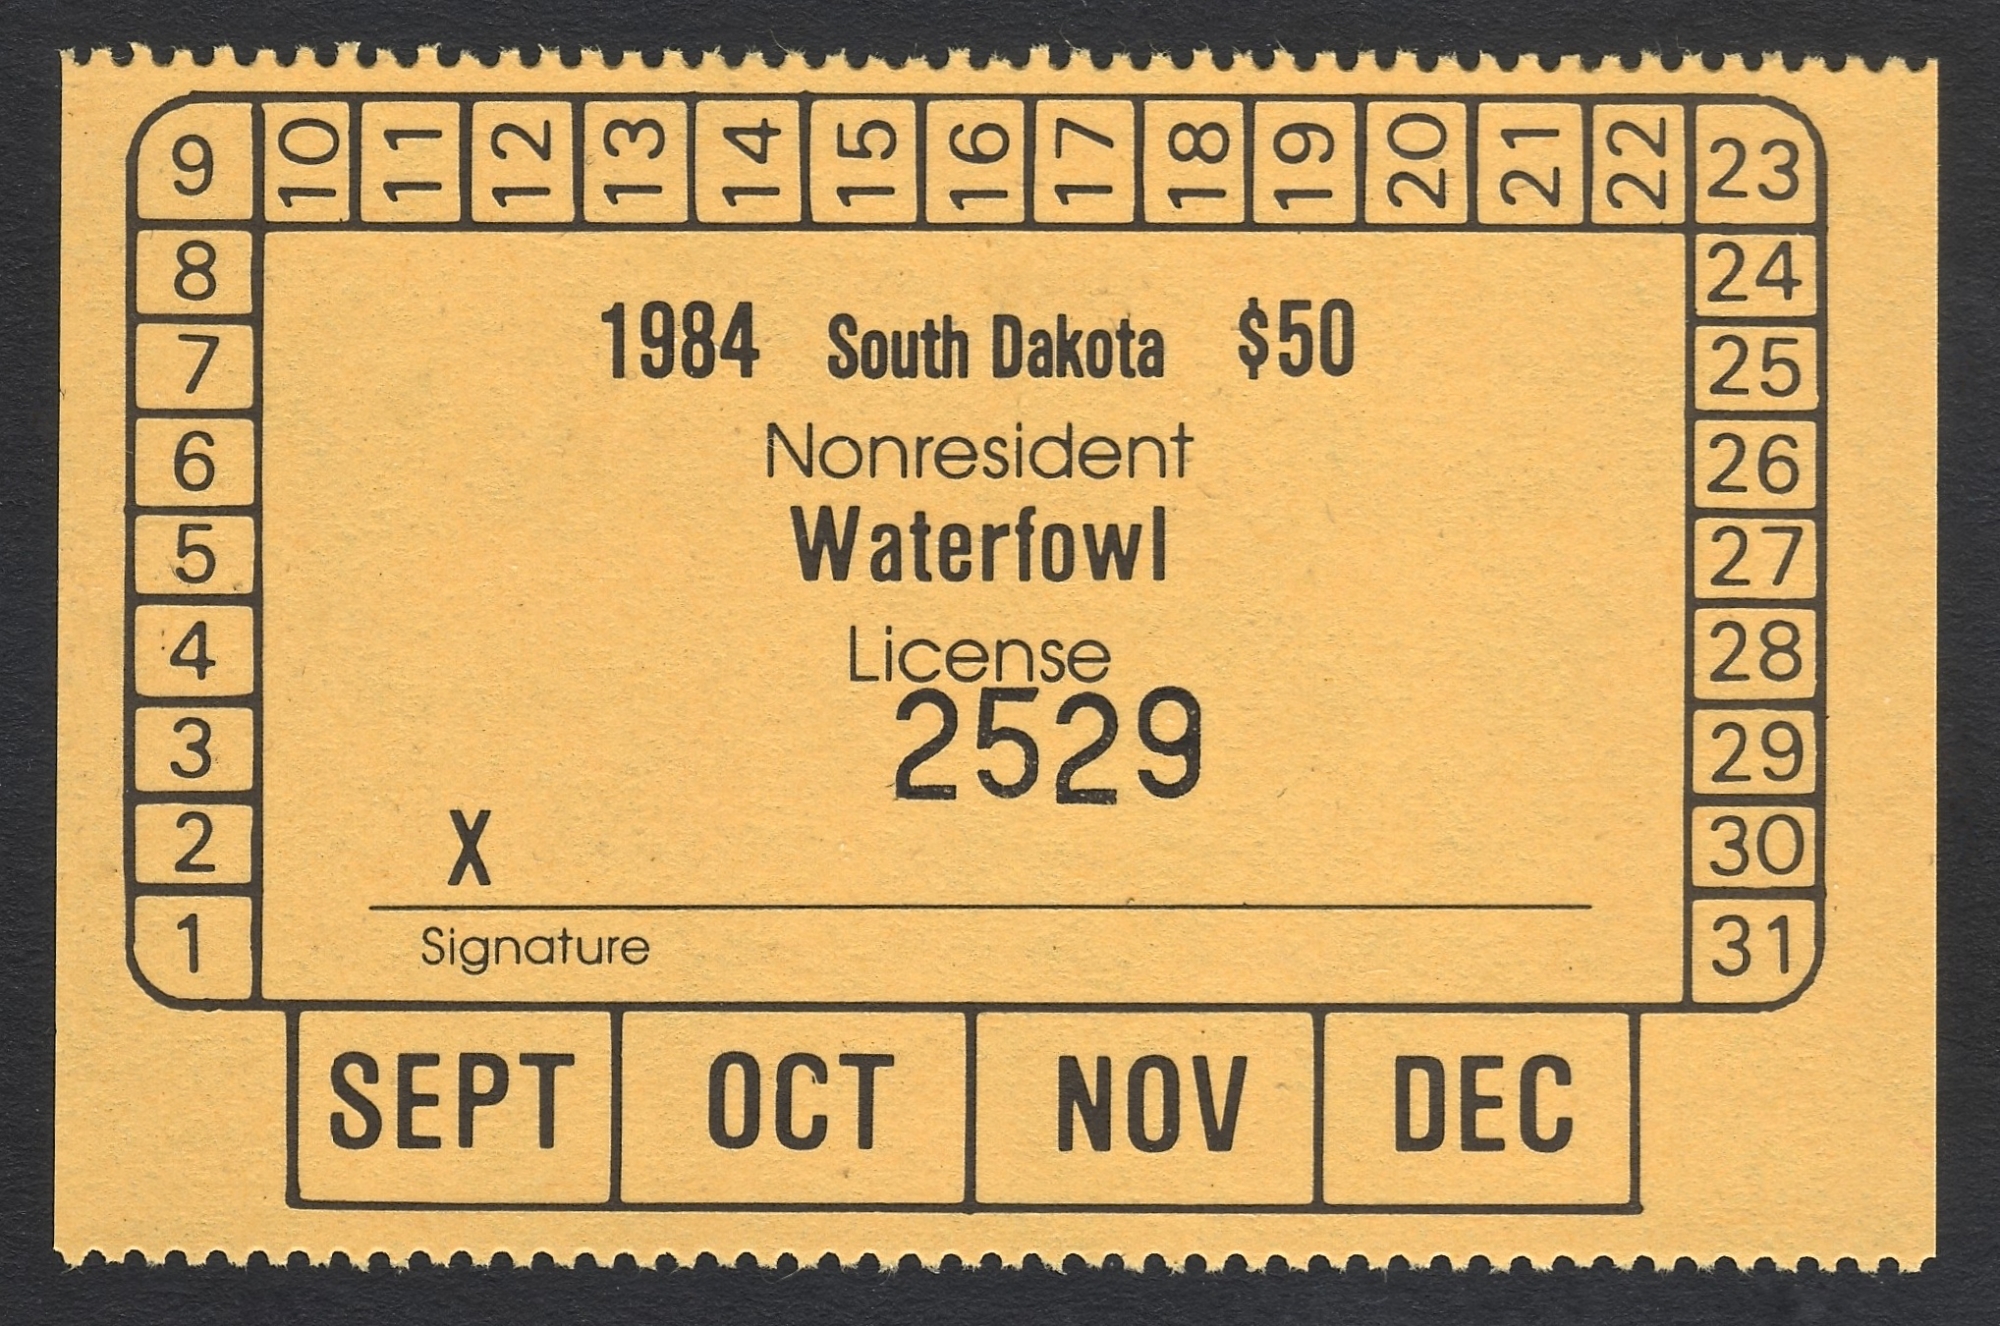 9 10 11 12 13 14 15 16 17 18 19 20 21 22 23
8 24
7 25
6 26
5 27
4 28
3 29
2 30
1 31
1984 South Dakota $50
Nonresident
Waterfowl
License
2529
X
Signature
SEPT OCT NOV DEC